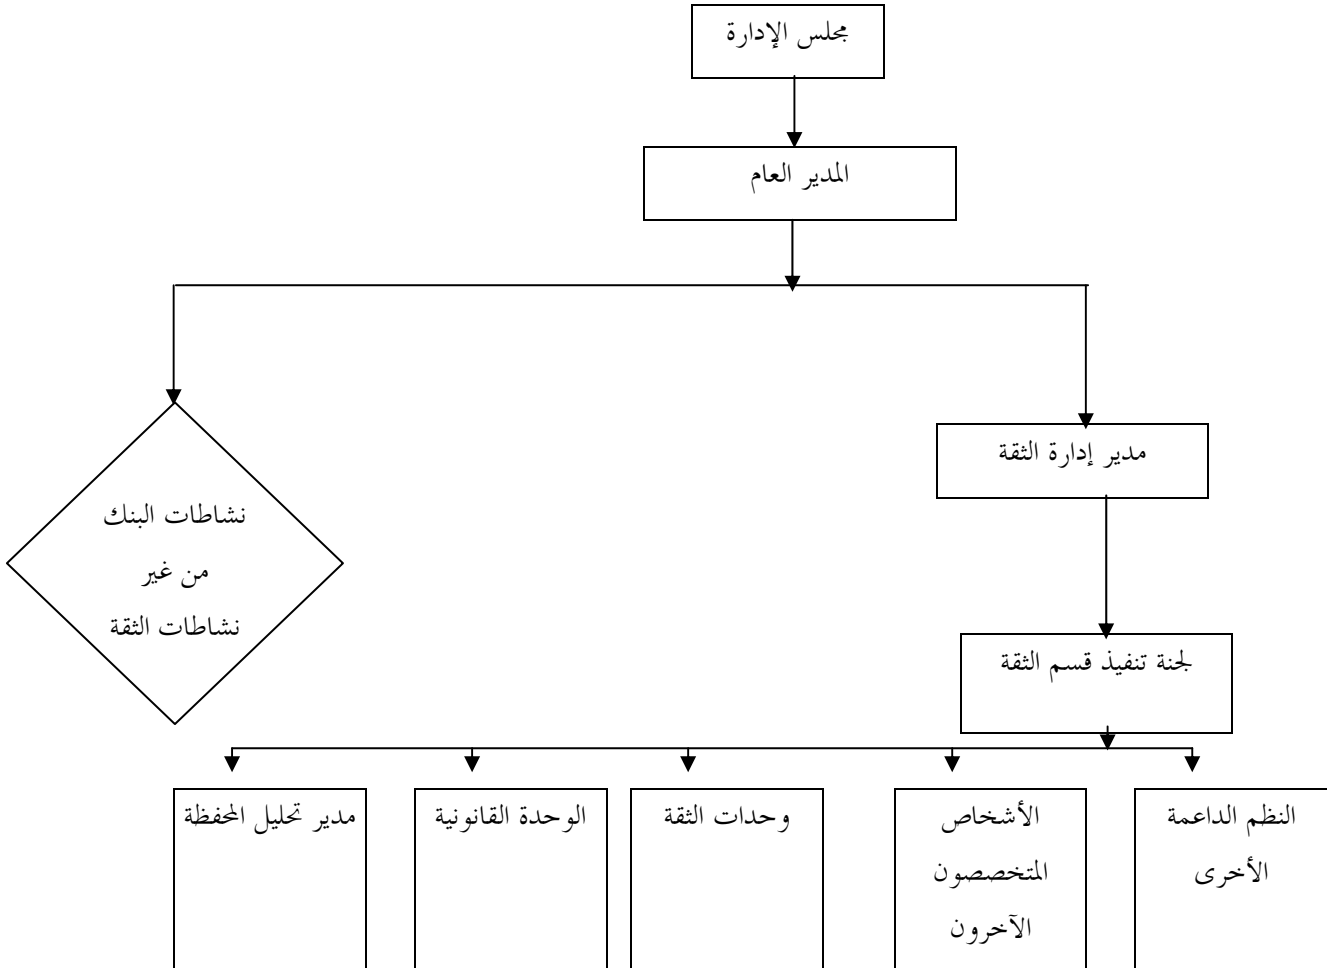 مجلس الإدارة
المدير العام
مدير إدارة الثقة
نشاطات البنك
من غير
نشاطات الثقة
لجنة تنفيذ قسم الثقة
النظم الداعمة
الأخرى
الأشخاص
المتخصصون
الآخرون
وحدات الثقة
الوحدة القانونية
مدير تحليل المحفظة